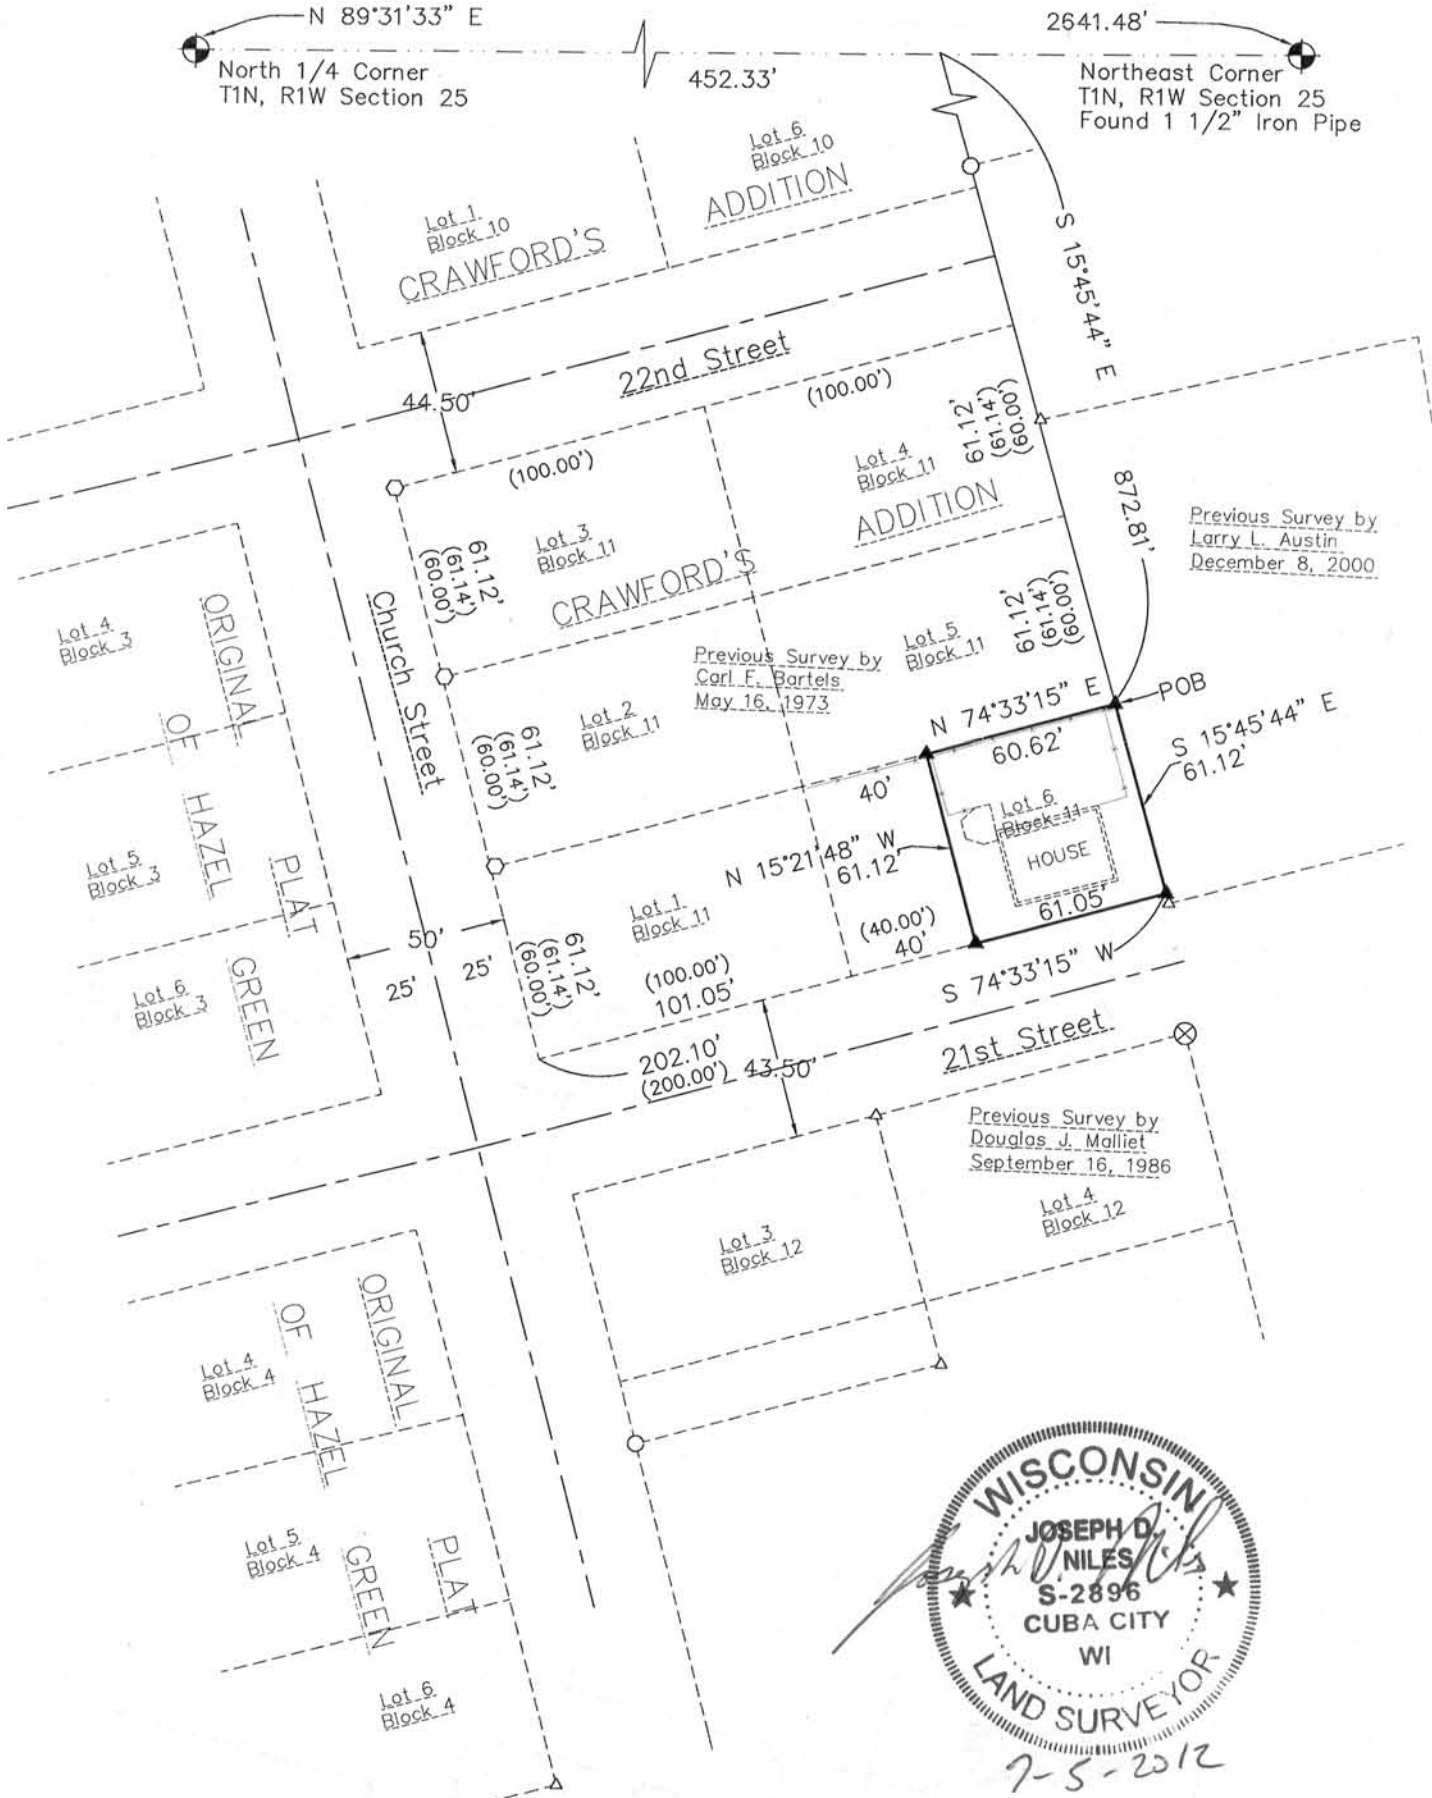 N 89°31'33" E
2641.48'
North 1/4 Corner
T1N, R1W Section 25
452.33'
Northeast Corner
T1N, R1W Section 25
Found 1 1/2" Iron Pipe
Lot 6
Block 10
ADDITION
Lot 1
Block 10
CRAWFORD'S
S 15°45'44" E
22nd Street
44.50'
(100.00')
(100.00')
61.12'
(61.14')
(60.00')
Lot 4
Block 11
ADDITION
872.81'
Previous Survey by
Larry L. Austin
December 8, 2000
Lot 3
Block 11
CRAWFORD'S
61.12'
(61.14')
(60.00')
Church Street
Lot 4
Block 3
ORIGINAL
OF HAZEL
PLAT
GREEN
61.12'
(61.14')
(60.00')
Lot 5
Block 11
Previous Survey by
Carl F. Bartels
May 16, 1973
Lot 2
Block 11
61.12'
(61.14')
(60.00')
N 74°33'15" E
POB
60.62'
S 15°45'44" E
61.12'
40'
Lot 6
Block 11
HOUSE
N 15°21'48" W
61.12'
61.05'
Lot 5
Block 3
Lot 1
Block 11
(40.00')
40'
50'
25'
25'
61.12'
(61.14')
(60.00')
(100.00')
101.05'
S 74°33'15" W
Lot 6
Block 3
202.10'
(200.00')
43.50'
21st Street
Previous Survey by
Douglas J. Malliet
September 16, 1986
Lot 4
Block 12
Lot 3
Block 12
ORIGINAL
OF HAZEL
PLAT
GREEN
Lot 4
Block 4
Lot 5
Block 4
Lot 6
Block 4
WISCONSIN
JOSEPH D.
NILES
S-2896
CUBA CITY
WI
LAND SURVEYOR
Joseph D. Niles
7-5-2012